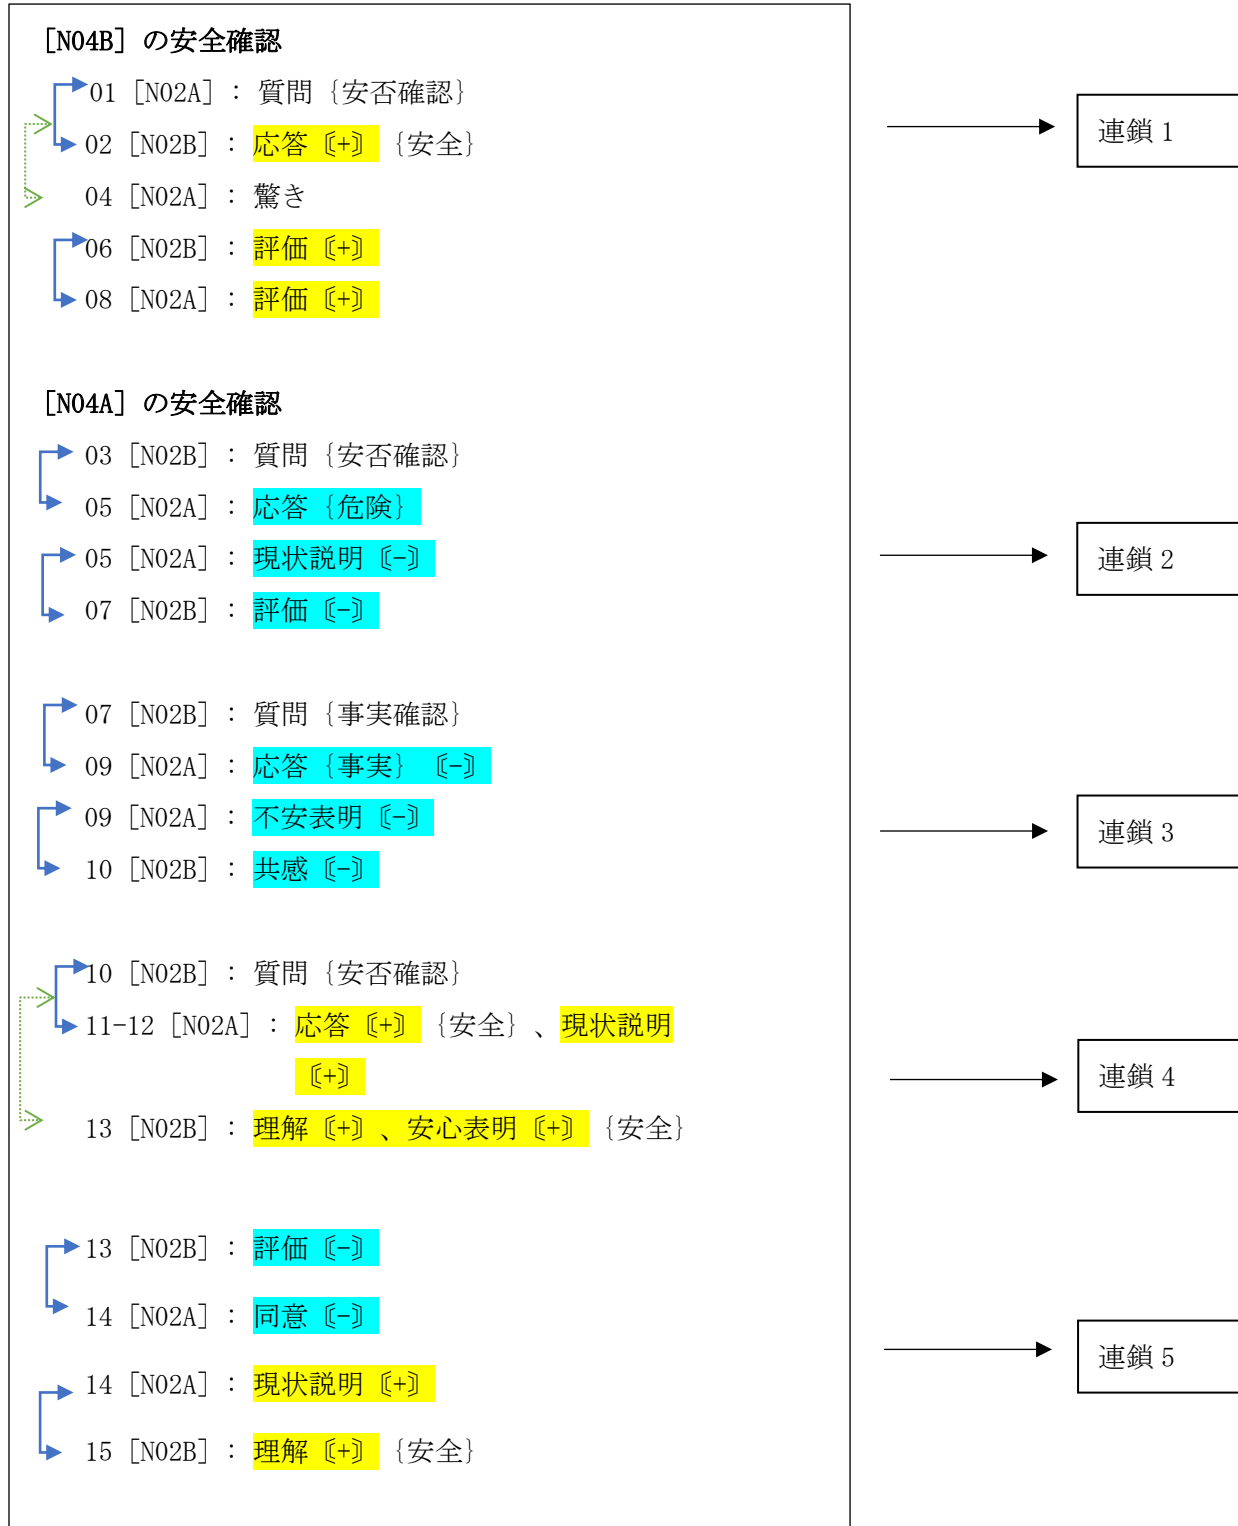 [N04B] の安全確認
01 [N02A] : 質問 {安否確認}
02 [N02B] : 応答〔+〕 {安全}
04 [N02A] : 驚き
06 [N02B] : 評価〔+〕
08 [N02A] : 評価〔+〕
連鎖 1
[N04A] の安全確認
03 [N02B] : 質問 {安否確認}
05 [N02A] : 応答 {危険}
05 [N02A] : 現状説明〔-〕
07 [N02B] : 評価〔-〕
連鎖 2
07 [N02B] : 質問 {事実確認}
09 [N02A] : 応答 {事実} 〔-〕
09 [N02A] : 不安表明〔-〕
10 [N02B] : 共感〔-〕
連鎖 3
10 [N02B] : 質問 {安否確認}
11-12 [N02A] : 応答〔+〕 {安全} 、現状説明
〔+〕
13 [N02B] : 理解〔+〕、安心表明〔+〕 {安全}
連鎖 4
13 [N02B] : 評価〔-〕
14 [N02A] : 同意〔-〕
14 [N02A] : 現状説明〔+〕
15 [N02B] : 理解〔+〕 {安全}
連鎖 5